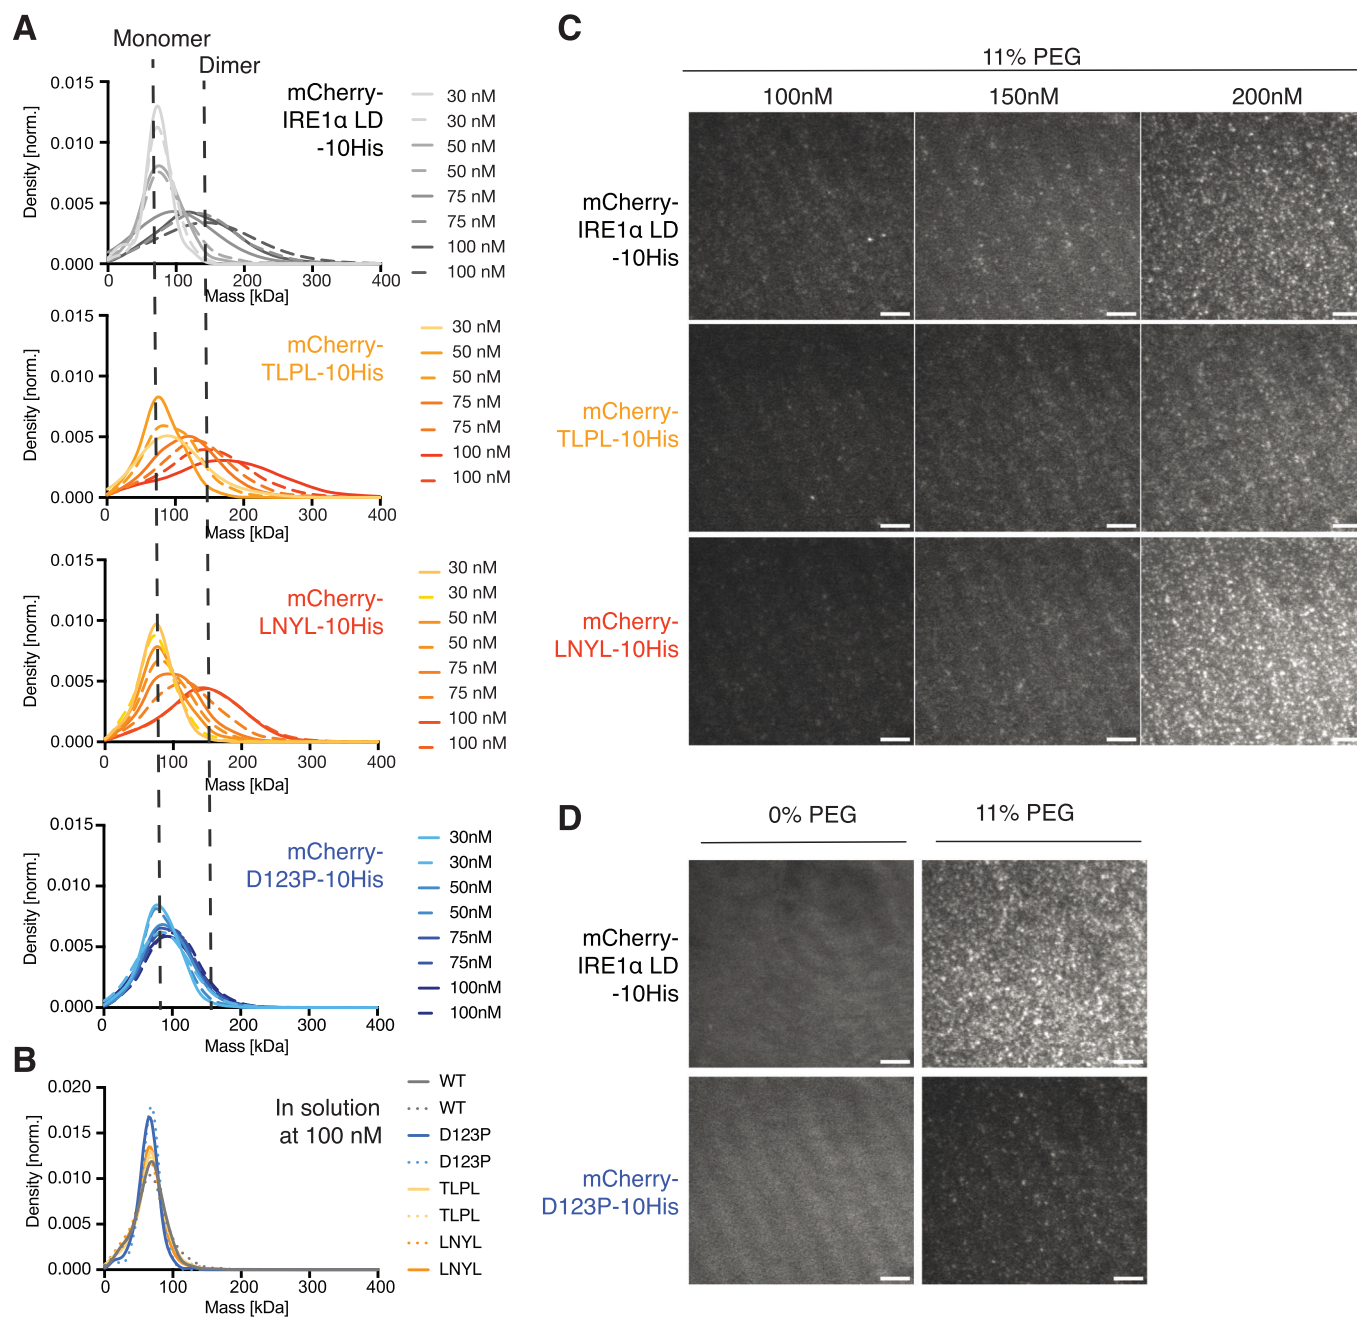 A
Monomer
Dimer
0.015
0.010
0.005
0.000
Density [norm.]
0
100
200
300
400
Mass [kDa]
mCherry-
IRE1α LD
-10His
30 nM
30 nM
50 nM
50 nM
75 nM
75 nM
100 nM
100 nM
0.015
0.010
0.005
0.000
Density [norm.]
0
100
200
300
400
Mass [kDa]
mCherry-
TLPL-10His
30 nM
50 nM
50 nM
75 nM
75 nM
100 nM
100 nM
0.015
0.010
0.005
0.000
Density [norm.]
0
100
200
300
400
Mass [kDa]
mCherry-
LNYL-10His
30 nM
30 nM
50 nM
50 nM
75 nM
75 nM
100 nM
100 nM
0.015
0.010
0.005
0.000
Density [norm.]
0
100
200
300
400
Mass [kDa]
mCherry-
D123P-10His
30nM
30nM
50nM
50nM
75nM
75nM
100nM
100nM
B
0.020
0.015
0.010
0.005
0.000
Density [norm.]
0
100
200
300
400
Mass [kDa]
In solution
at 100 nM
WT
WT
D123P
D123P
TLPL
TLPL
LNYL
LNYL
C
11% PEG
100nM
150nM
200nM
mCherry-
IRE1α LD
-10His
mCherry-
TLPL-10His
mCherry-
LNYL-10His
D
0% PEG
11% PEG
mCherry-
IRE1α LD
-10His
mCherry-
D123P-10His